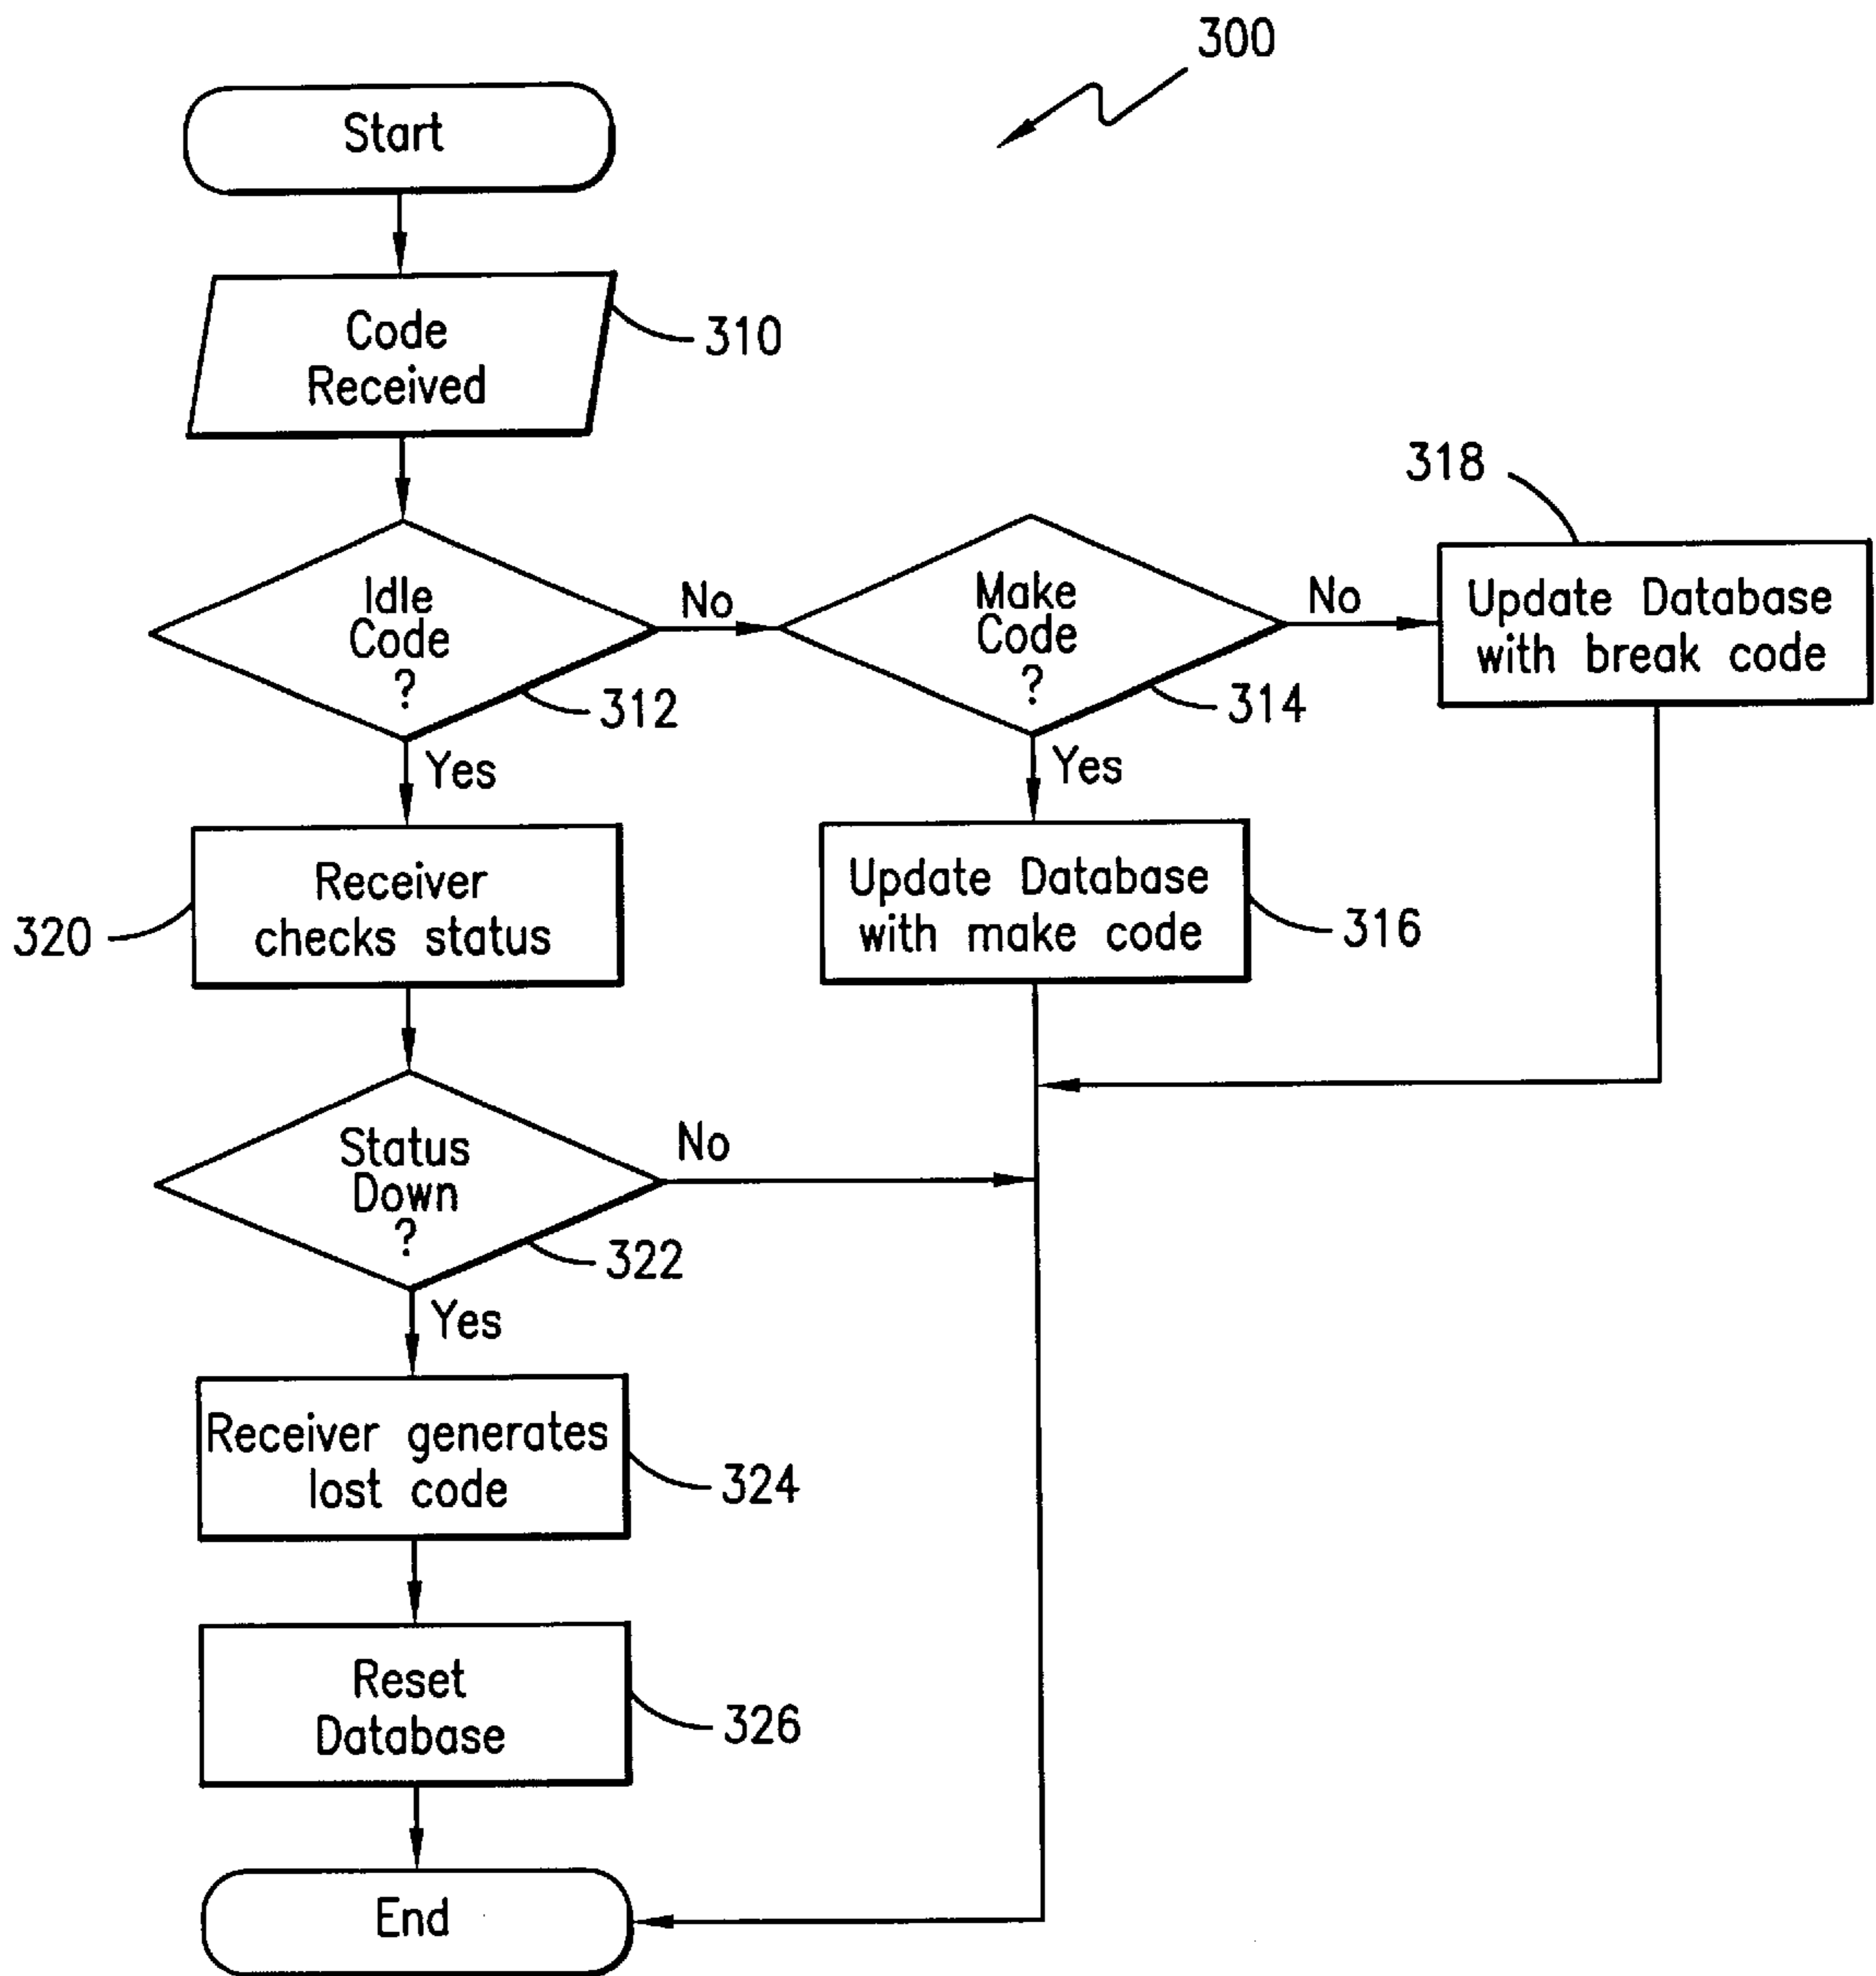 300
Start
Code
Received
310
318
Idle
Code
?
312
No
Make
Code
?
314
No
Update Database
with break code
Yes
Yes
Receiver
checks status
320
Update Database
with make code
316
Status
Down
?
322
No
Yes
Receiver generates
lost code
324
Reset
Database
326
End